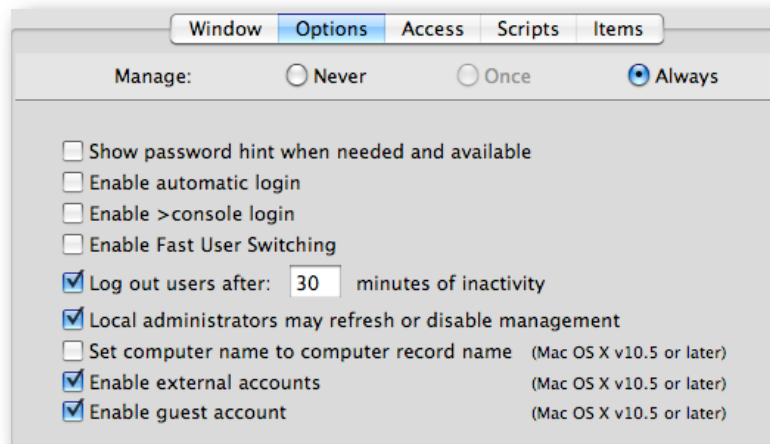 Window Options Access Scripts Items
Manage: Never Once Always
Show password hint when needed and available
Enable automatic login
Enable >console login
Enable Fast User Switching
Log out users after: 30 minutes of inactivity
Local administrators may refresh or disable management
Set computer name to computer record name (Mac OS X v10.5 or later)
Enable external accounts (Mac OS X v10.5 or later)
Enable guest account (Mac OS X v10.5 or later)